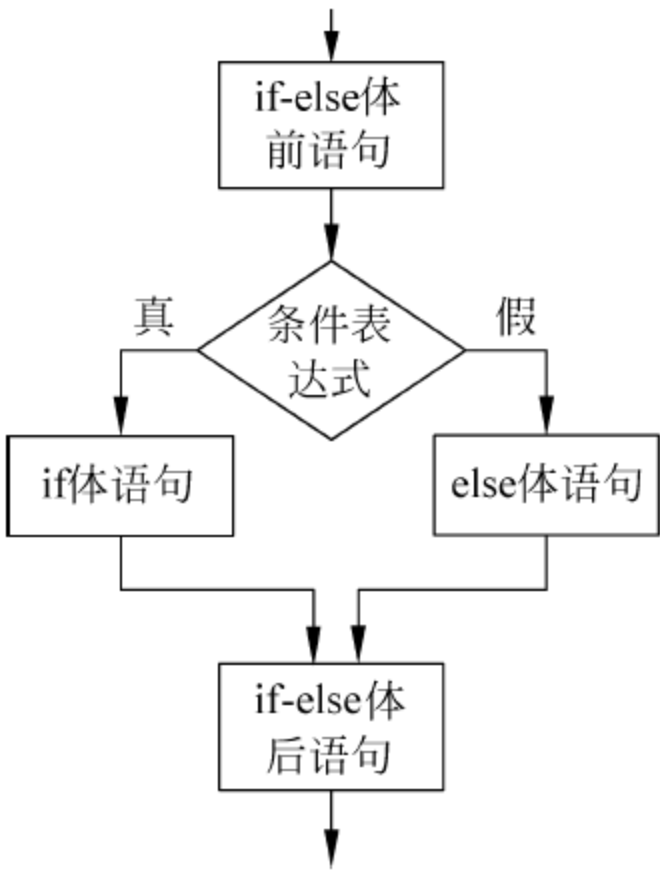 if-else体
前语句
真
条件表
达式
假
if体语句
else体语句
if-else体
后语句